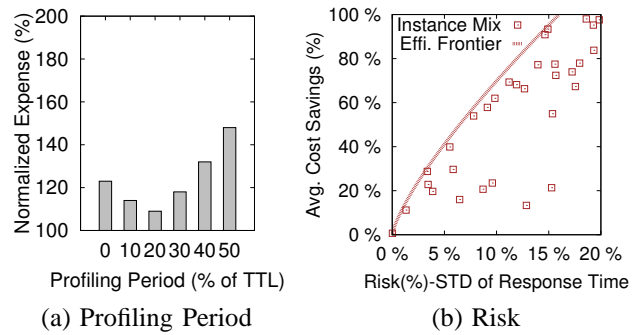 200
180
160
140
120
100
Normalized Expense (%)
0 10 20 30 40 50
Profiling Period (% of TTL)
(a) Profiling Period
100 %
80 %
60 %
40 %
20 %
0 %
Avg. Cost Savings (%)
Instance Mix
Effi. Frontier
0 % 5 % 10 % 15 % 20 %
Risk(%)-STD of Response Time
(b) Risk